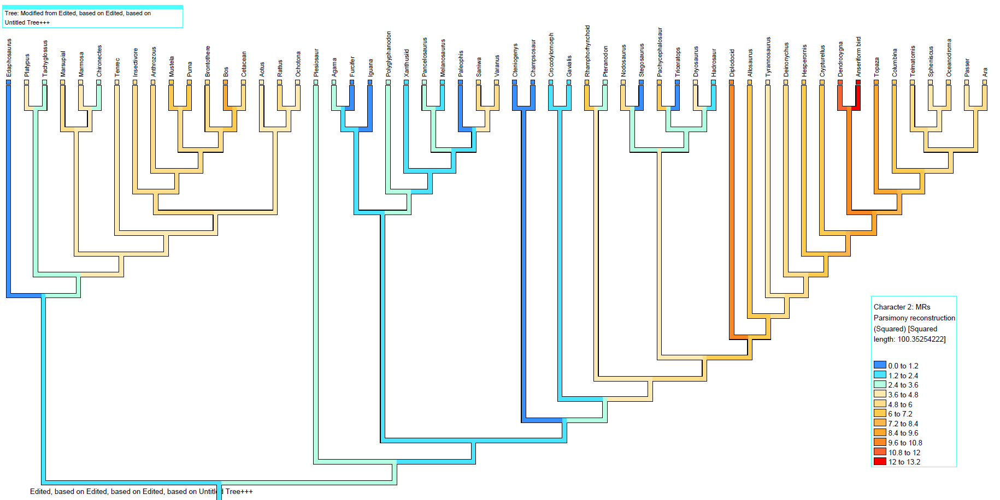 Tree: Modified from Edited, based on Edited, based on
Untitled Tree+++
Edaphosaurus
Platypus
Tachyglossus
Marsupial
Marmosa
Chironectes
Temec
Insectivore
Anthrozous
Mustela
Puma
Brontothere
Bos
Cetacean
Aotus
Rattus
Ochotona
Plesiosaur
Agama
Furcifer
Iguana
Polyglyphanodon
Xanthusiid
Pancelosaurus
Melanosaurus
Paleophis
Saniwa
Varanus
Cteniogenys
Champsosaur
Crocodylomorph
Gavialis
Rhamphorhynchoid
Pteranodon
Nodosaurus
Stegosaurus
Pachycephalosaur
Triceratops
Dryosaurus
Hadrosaur
Diplodocid
Allosaurus
Tyrannosaurus
Deinonychus
Hesperornis
Crypturellus
Dendrocygna
Anseriform bird
Topaza
Columbina
Telmatornis
Spheniscus
Oceanodroma
Passer
Ara
Character 2: MRs
Parsimony reconstruction
(Squared) [Squared
length: 100.35254222]
0.0 to 1.2
1.2 to 2.4
2.4 to 3.6
3.6 to 4.8
4.8 to 6
6 to 7.2
7.2 to 8.4
8.4 to 9.6
9.6 to 10.8
10.8 to 12
12 to 13.2
Edited, based on Edited, based on Edited, based on Untitled Tree+++